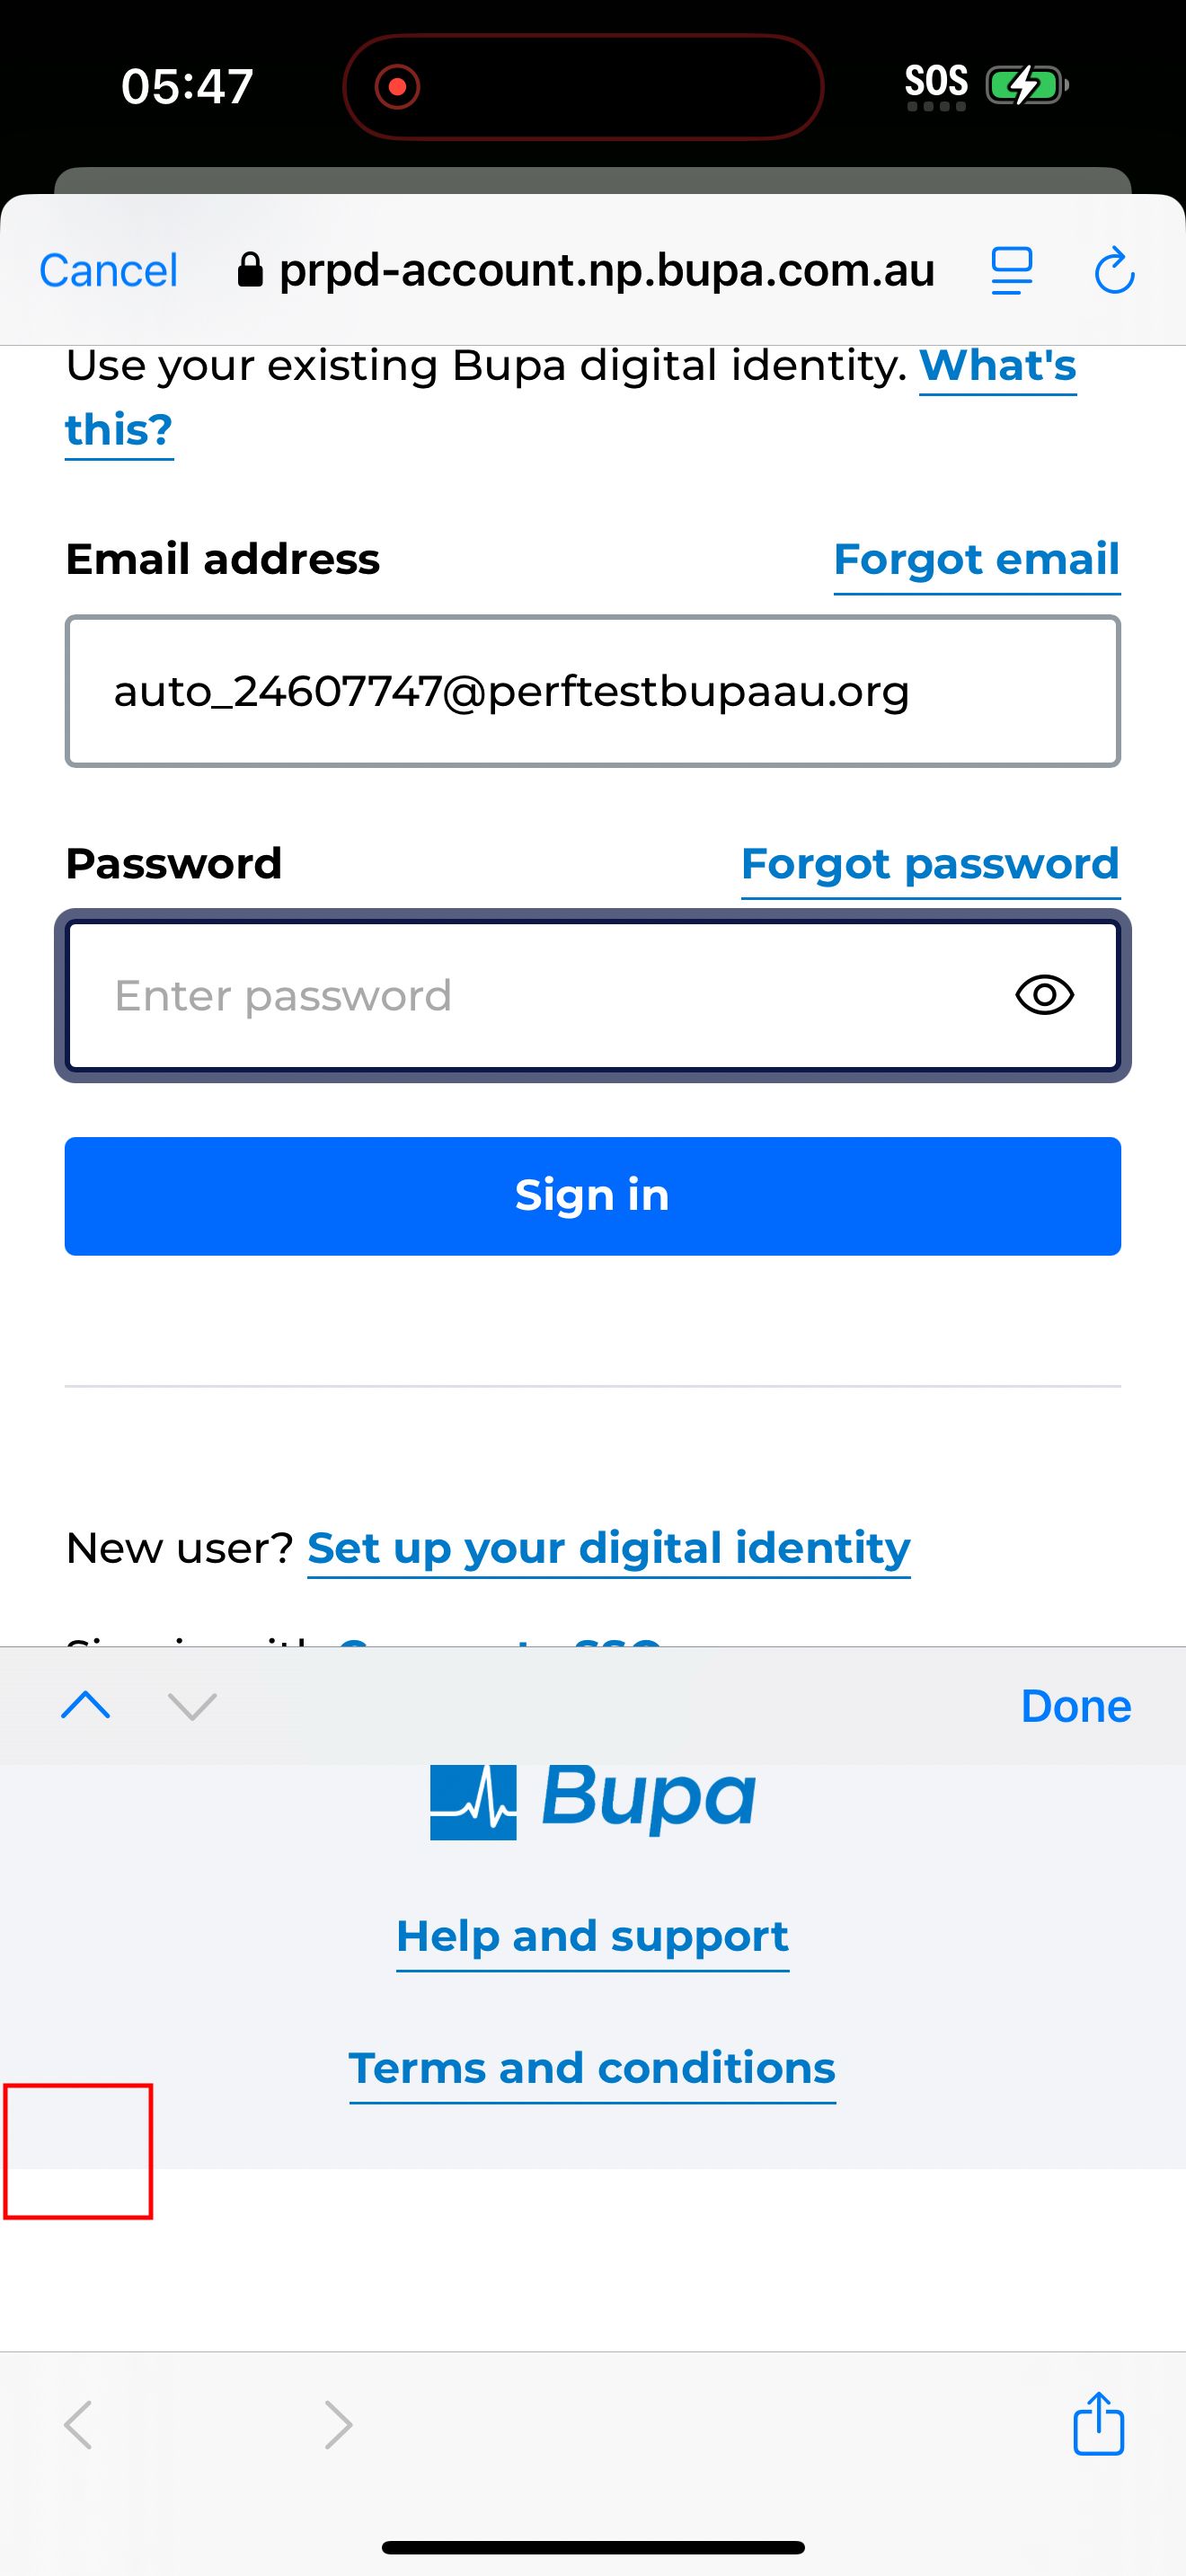 05:47
SOS
Cancel
prpd-account.np.bupa.com.au
Use your existing Bupa digital identity. What's
this?
Email address
Forgot email
auto_24607747@perftestbupaau.org
Password
Forgot password
Enter password
Sign in
New user? Set up your digital identity
Done
Bupa
Help and support
Terms and conditions